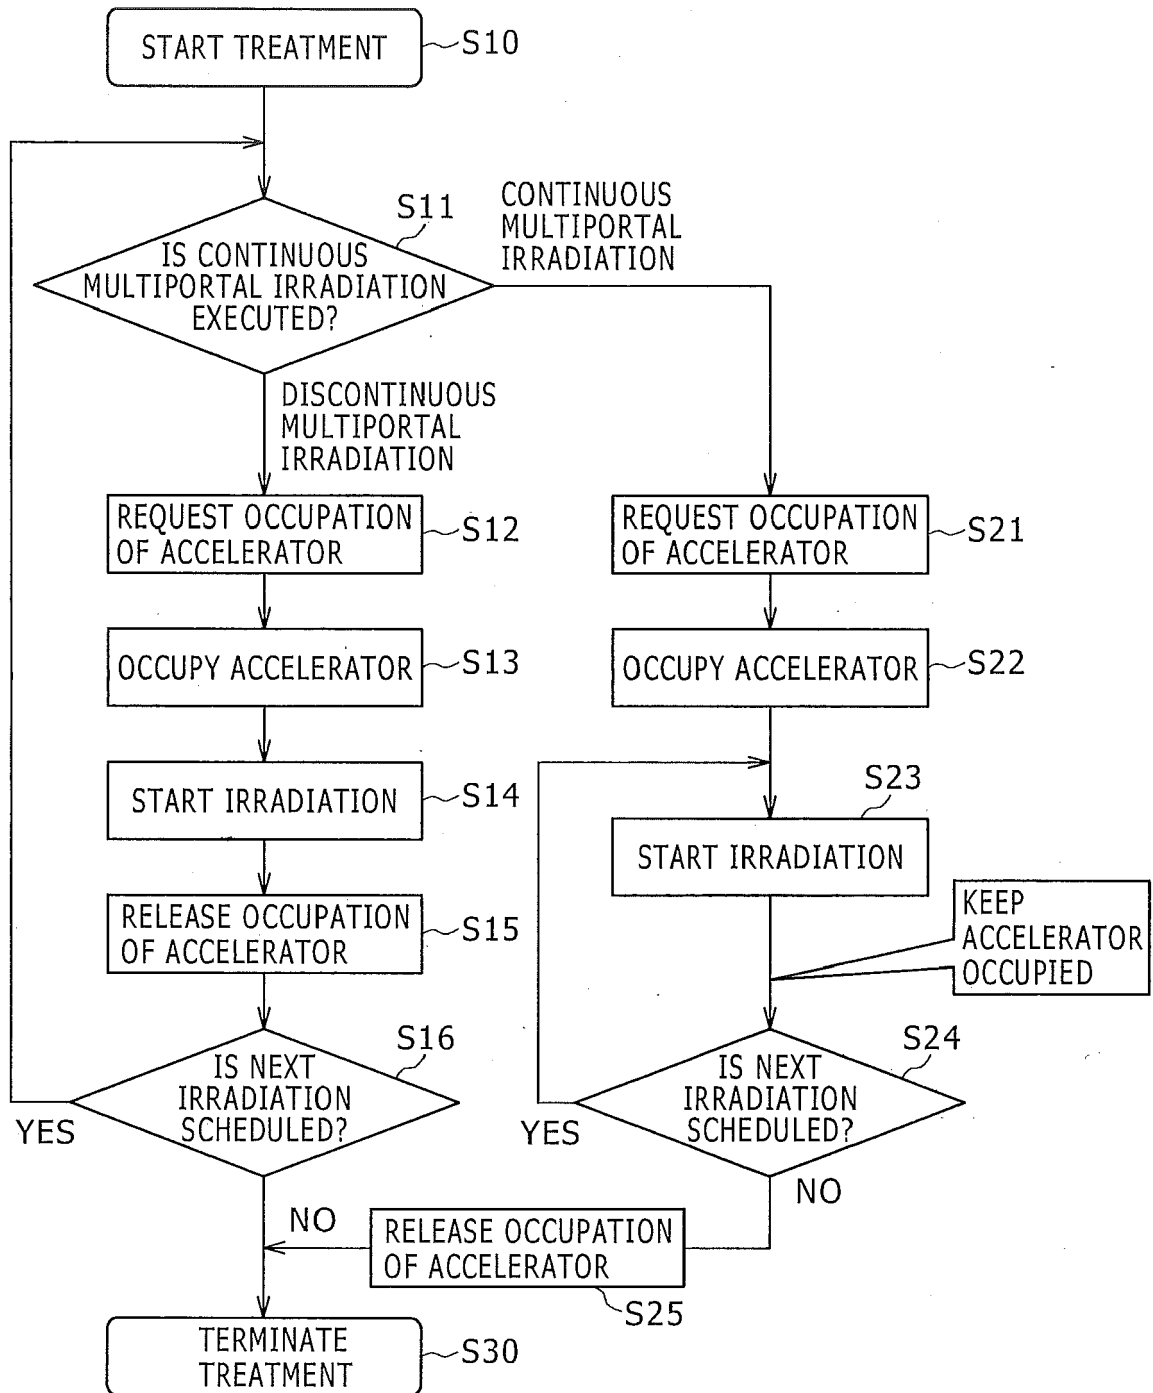 START TREATMENT
S10
S11
IS CONTINUOUS
MULTIPORTAL IRRADIATION
EXECUTED?
CONTINUOUS
MULTIPORTAL
IRRADIATION
DISCONTINUOUS
MULTIPORTAL
IRRADIATION
REQUEST OCCUPATION
OF ACCELERATOR
S12
OCCUPY ACCELERATOR
S13
START IRRADIATION
S14
RELEASE OCCUPATION
OF ACCELERATOR
S15
S16
IS NEXT
IRRADIATION
SCHEDULED?
YES
NO
REQUEST OCCUPATION
OF ACCELERATOR
S21
OCCUPY ACCELERATOR
S22
S23
START IRRADIATION
KEEP
ACCELERATOR
OCCUPIED
S24
IS NEXT
IRRADIATION
SCHEDULED?
YES
NO
RELEASE OCCUPATION
OF ACCELERATOR
S25
TERMINATE
TREATMENT
S30